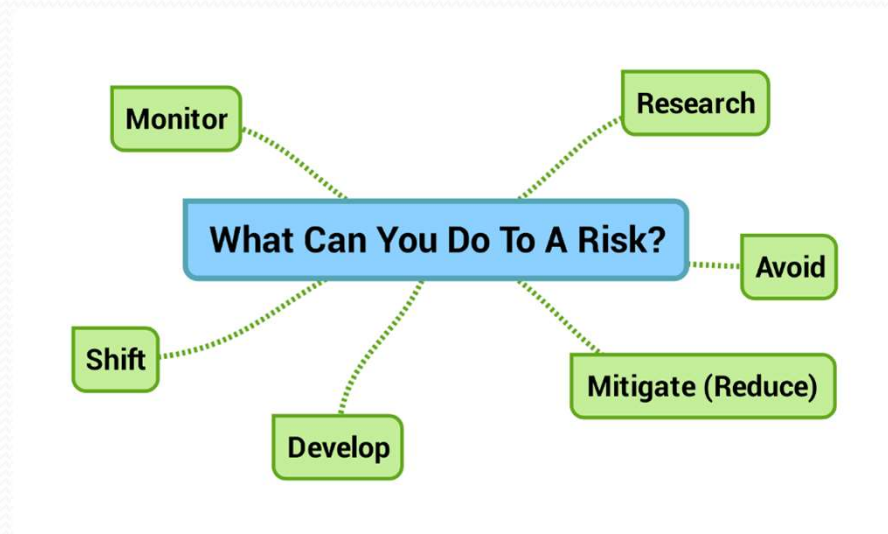 Monitor
Research
What Can You Do To A Risk?
Avoid
Shift
Mitigate (Reduce)
Develop